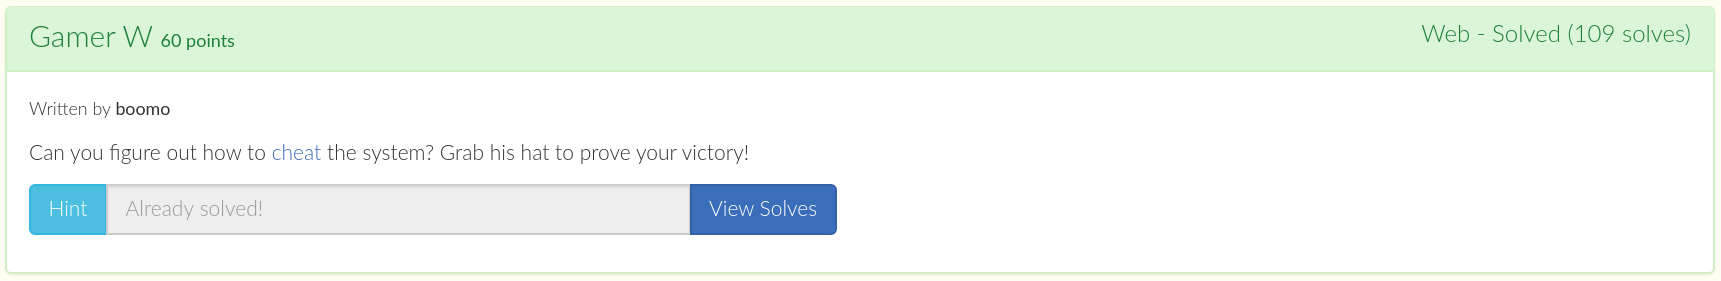 Gamer W 60 points Web - Solved (109 solves)
Written by boomo
Can you figure out how to cheat the system? Grab his hat to prove your victory!
Hint Already solved! View Solves